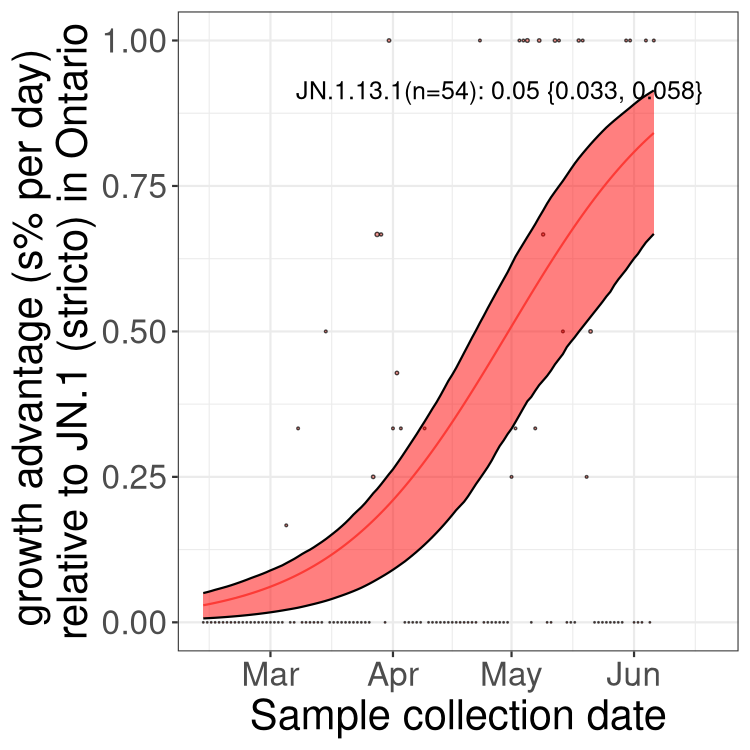 growth advantage (s% per day)
relative to JN.1 (stricto) in Ontario
1.00
0.75
0.50
0.25
0.00
JN.1.13.1(n=54): 0.05 {0.033, 0.058}
Mar Apr May Jun
Sample collection date